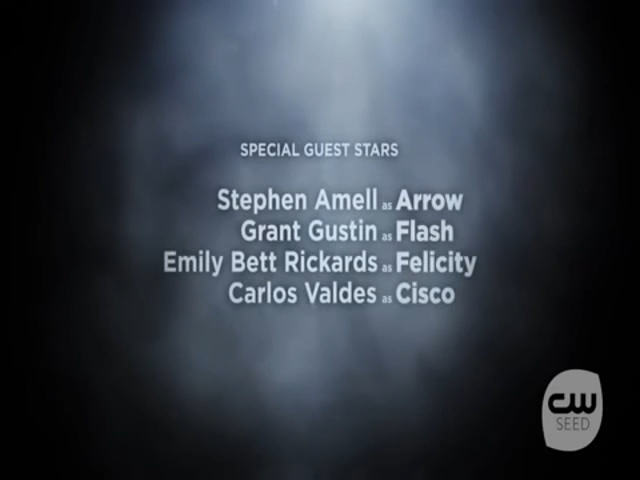 SPECIAL GUEST STARS
Stephen Amell as Arrow
Grant Gustin as Flash
Emily Bett Rickards as Felicity
Carlos Valdes as Cisco
CW
SEED